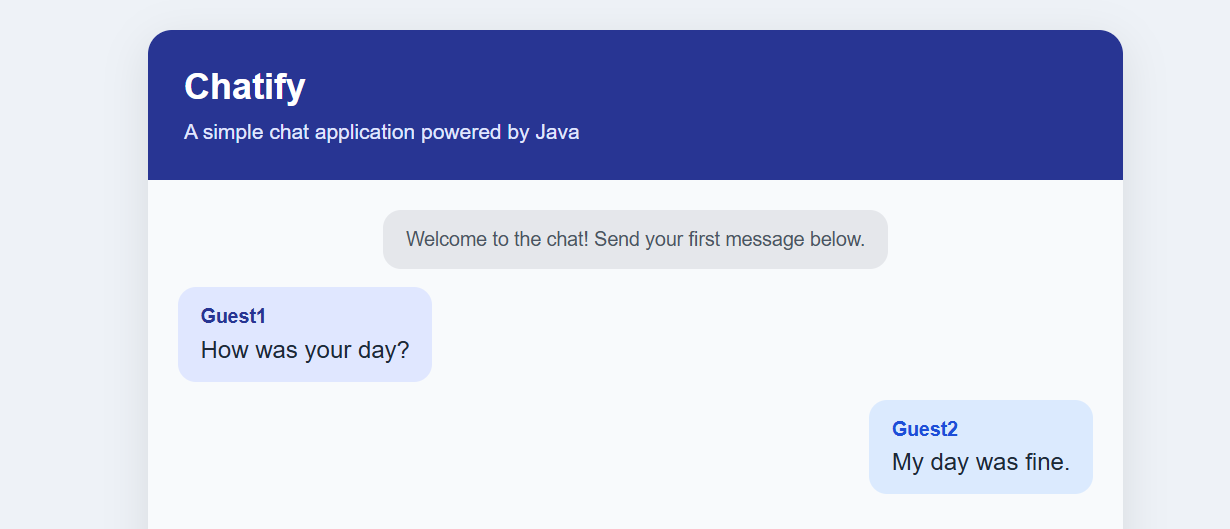 Chatify
A simple chat application powered by Java
Welcome to the chat! Send your first message below.
Guest1
How was your day?
Guest2
My day was fine.